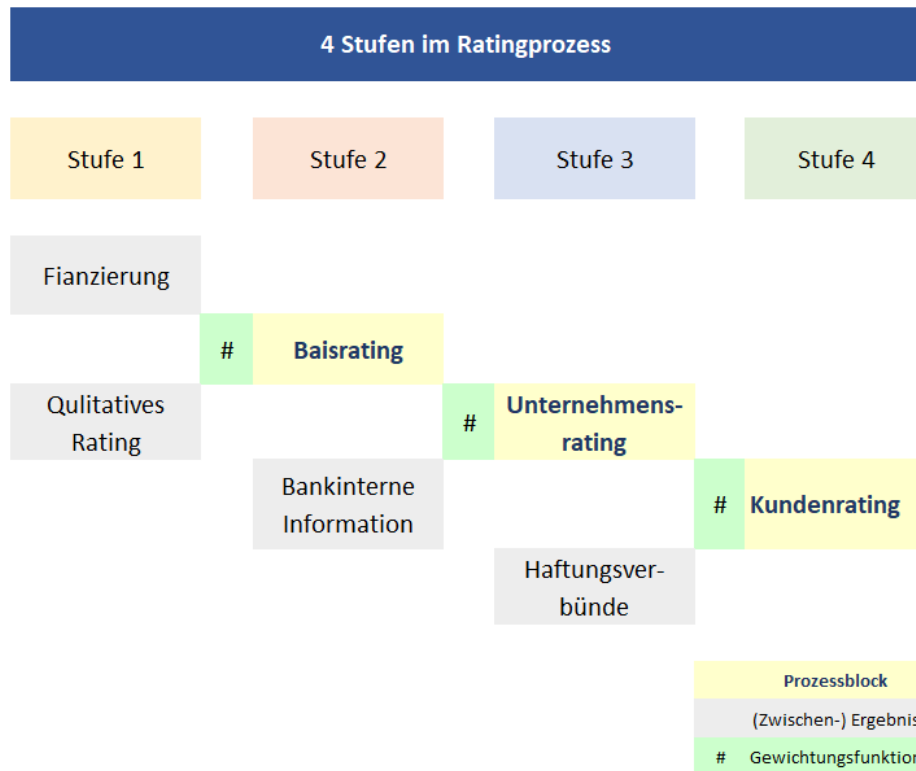 4 Stufen im Ratingprozess
Stufe 1
Stufe 2
Stufe 3
Stufe 4
Fianzierung
#
Baisrating
Qulitatives
Rating
#
Unternehmens-
rating
Bankinterne
Information
#
Kundenrating
Haftungsver-
bünde
Prozessblock
(Zwischen-) Ergebnis
# Gewichtungsfunktion